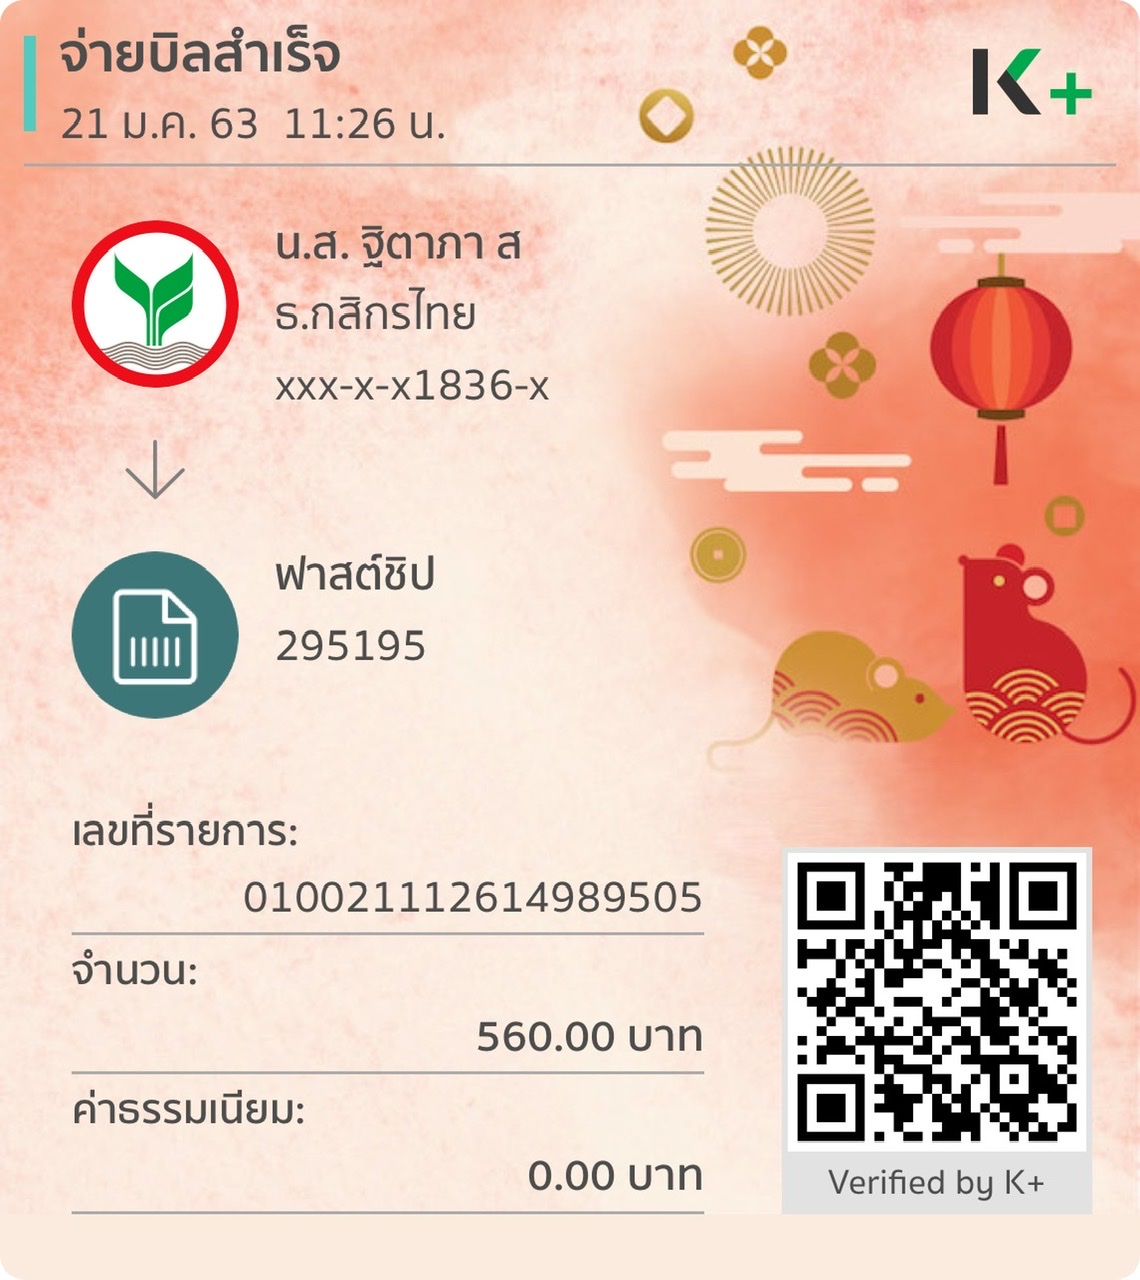 จ่ายบิลสำเร็จ
21 ม.ค. 63 11:26 น.
K+
น.ส. ฐิตาภา ส
ธ.กสิกรไทย
xxx-x-x1836-x
ฟาสต์ชิป
295195
เลขที่รายการ:
010021112614989505
จำนวน:
560.00 บาท
ค่าธรรมเนียม:
0.00 บาท
Verified by K+